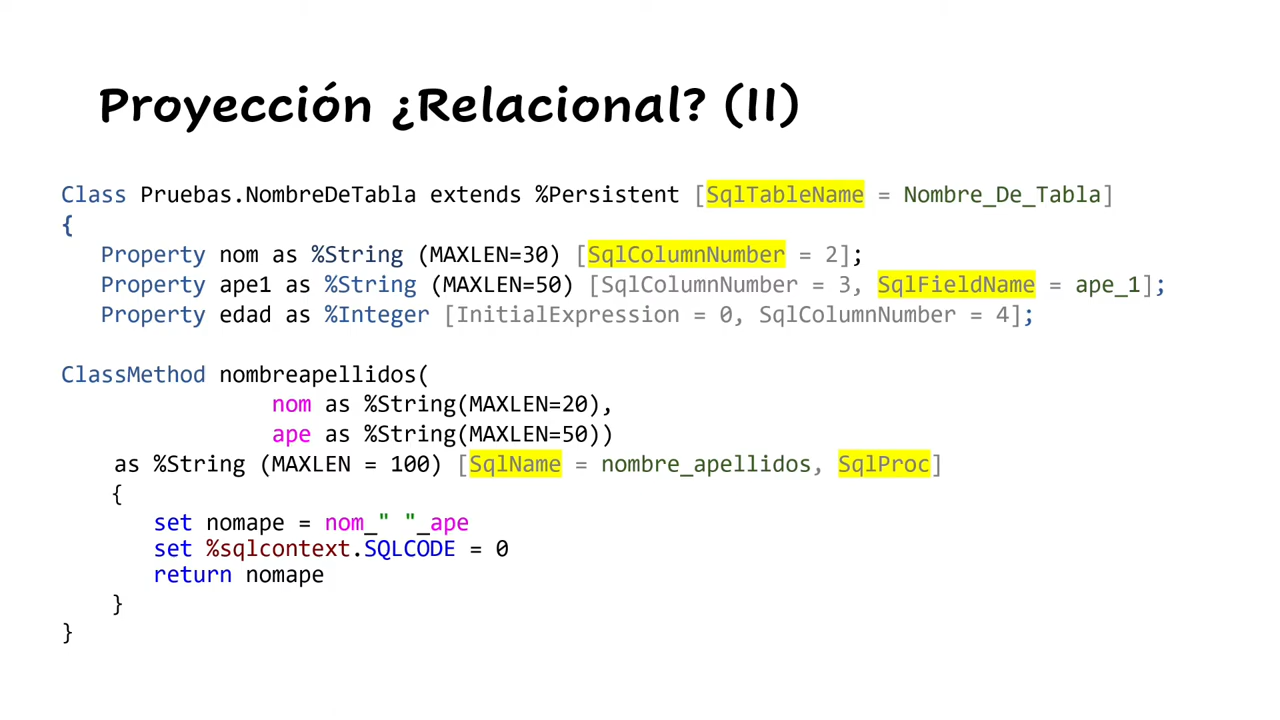 Proyección ¿Relacional? (II)
Class Pruebas.NombreDeTabla extends %Persistent [SqlTableName = Nombre_De_Tabla]
{
Property nom as %String (MAXLEN=30) [SqlColumnNumber = 2];
Property ape1 as %String (MAXLEN=50) [SqlColumnNumber = 3, SqlFieldName = ape_1];
Property edad as %Integer [InitialExpression = 0, SqlColumnNumber = 4];
ClassMethod nombreapellidos(
nom as %String(MAXLEN=20),
ape as %String(MAXLEN=50))
as %String (MAXLEN = 100) [SqlName = nombre_apellidos, SqlProc]
{
set nomape = nom_" "_ape
set %sqlcontext.SQLCODE = 0
return nomape
}
}